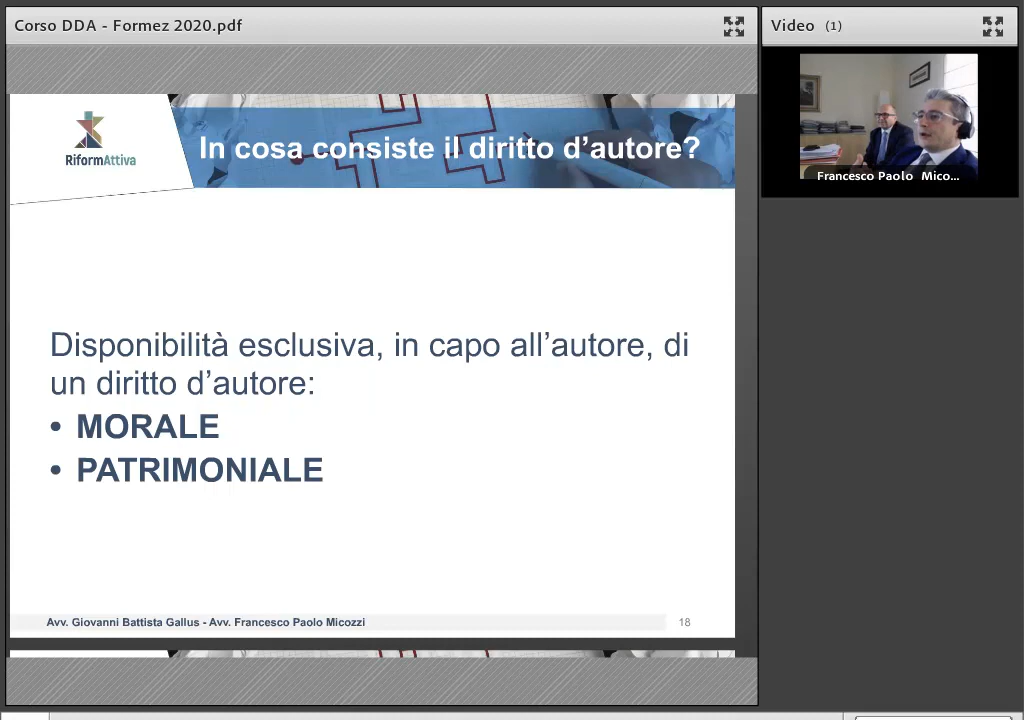 Corso DDA - Formez 2020.pdf
Video (1)
RiformAttiva
In cosa consiste il diritto d’autore?
Francesco Paolo Mico...
Disponibilità esclusiva, in capo all’autore, di
un diritto d’autore:
• MORALE
• PATRIMONIALE
Avv. Giovanni Battista Gallus - Avv. Francesco Paolo Micozzi
18